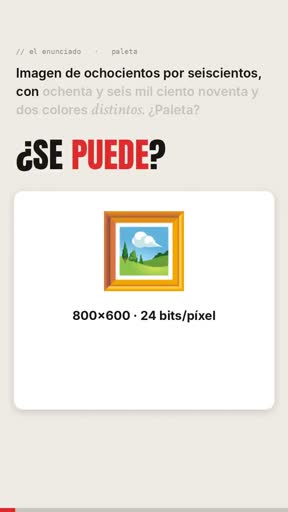 // el enunciado · paleta
Imagen de ochocientos por seiscientos,
con ochenta y seis mil ciento noventa y
dos colores distintos. ¿Paleta?
¿SE PUEDE?
800×600 · 24 bits/píxel